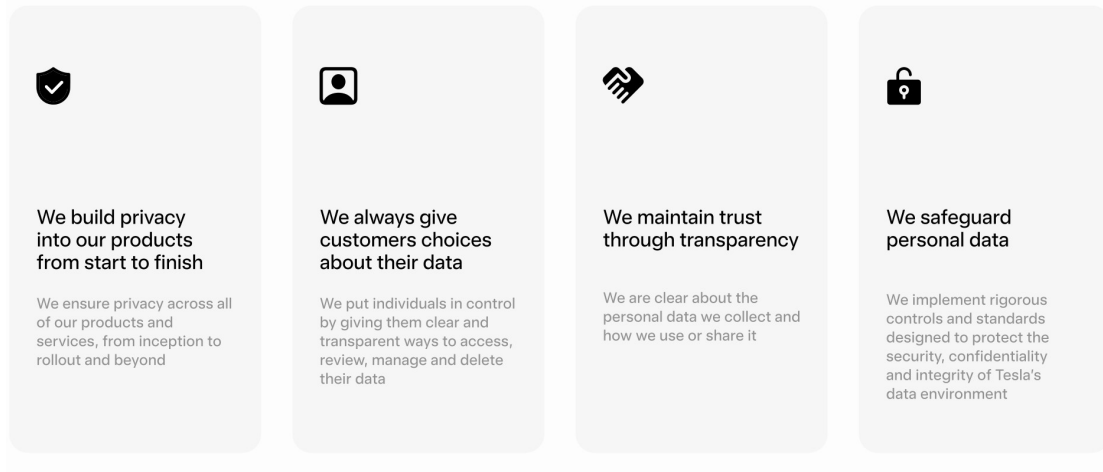 We build privacy
into our products
from start to finish
We ensure privacy across all
of our products and
services, from inception to
rollout and beyond
We always give
customers choices
about their data
We put individuals in control
by giving them clear and
transparent ways to access,
review, manage and delete
their data
We maintain trust
through transparency
We are clear about the
personal data we collect and
how we use or share it
We safeguard
personal data
We implement rigorous
controls and standards
designed to protect the
security, confidentiality
and integrity of Tesla's
data environment